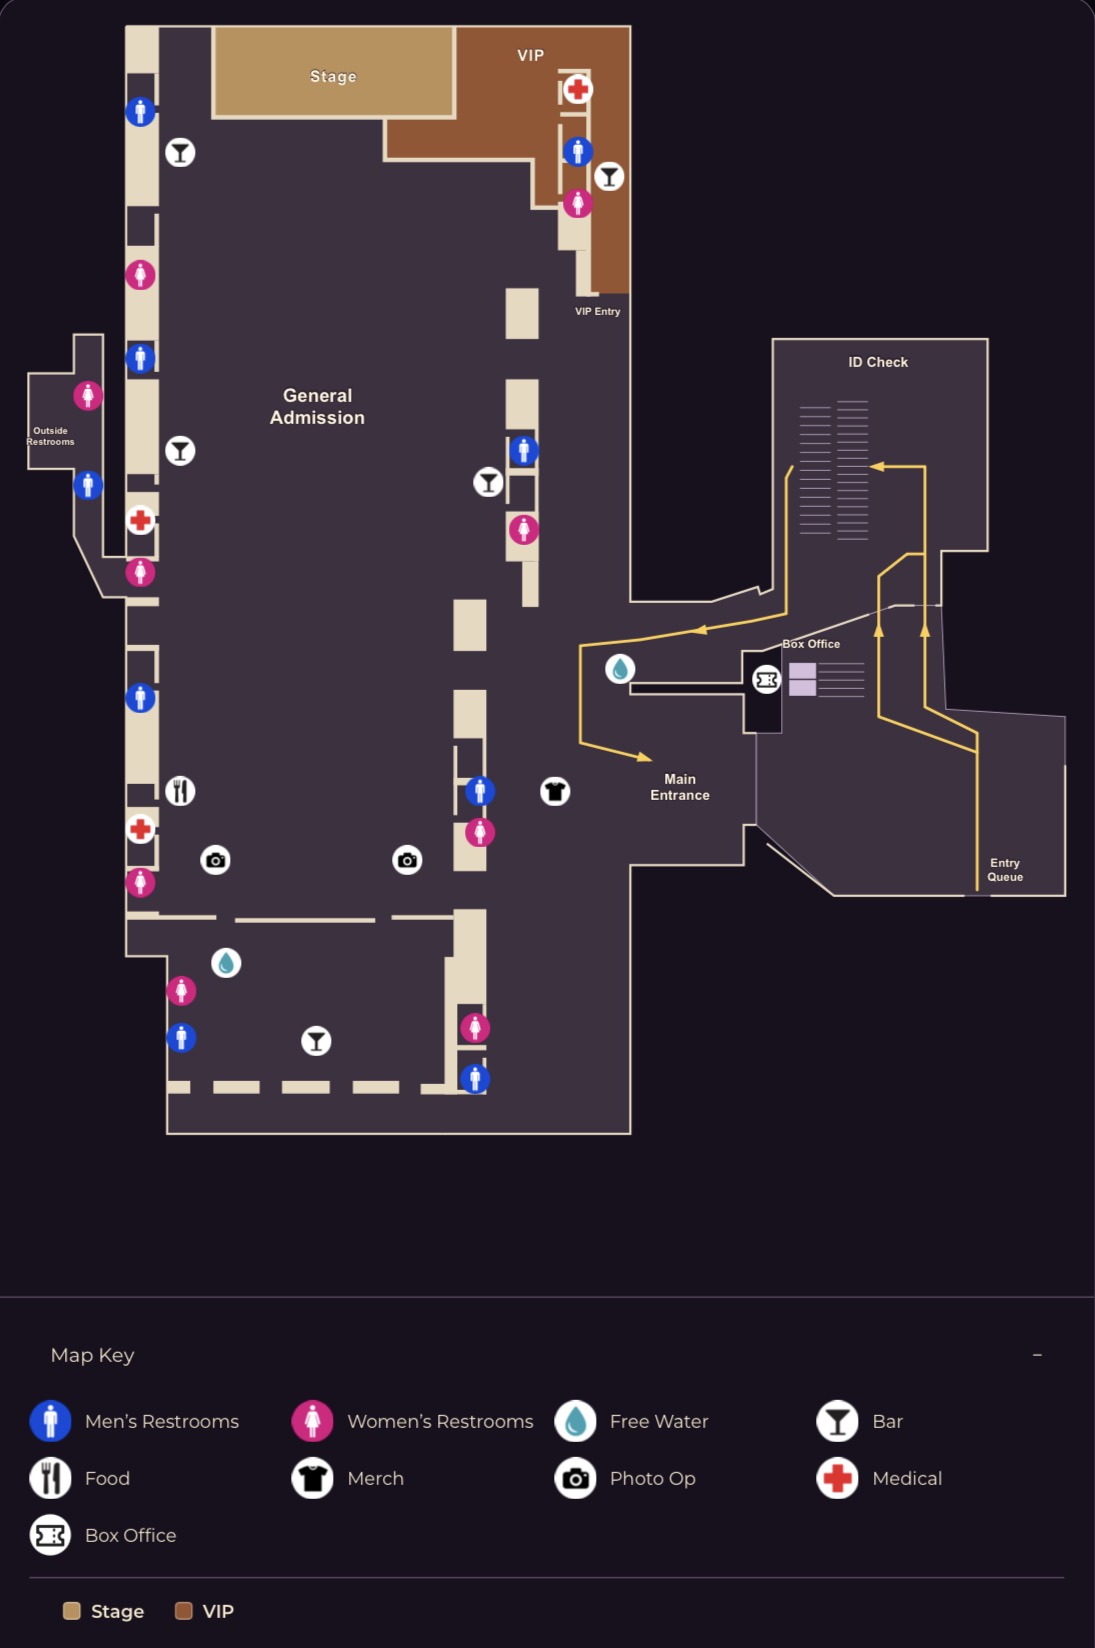 VIP
Stage
VIP Entry
ID Check
General
Admission
Outside
Restrooms
Box Office
Main
Entrance
Entry
Queue
Map Key
–
Men’s Restrooms
Women’s Restrooms
Free Water
Bar
Food
Merch
Photo Op
Medical
Box Office
Stage
VIP